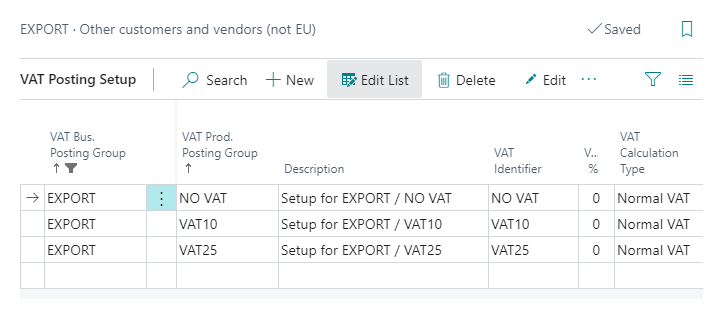 EXPORT · Other customers and vendors (not EU)
Saved
VAT Posting Setup
Search
New
Edit List
Delete
Edit
VAT Bus. Posting Group
VAT Prod. Posting Group
Description
VAT Identifier
V... %
VAT Calculation Type
EXPORT NO VAT Setup for EXPORT / NO VAT NO VAT 0 Normal VAT
EXPORT VAT10 Setup for EXPORT / VAT10 VAT10 0 Normal VAT
EXPORT VAT25 Setup for EXPORT / VAT25 VAT25 0 Normal VAT